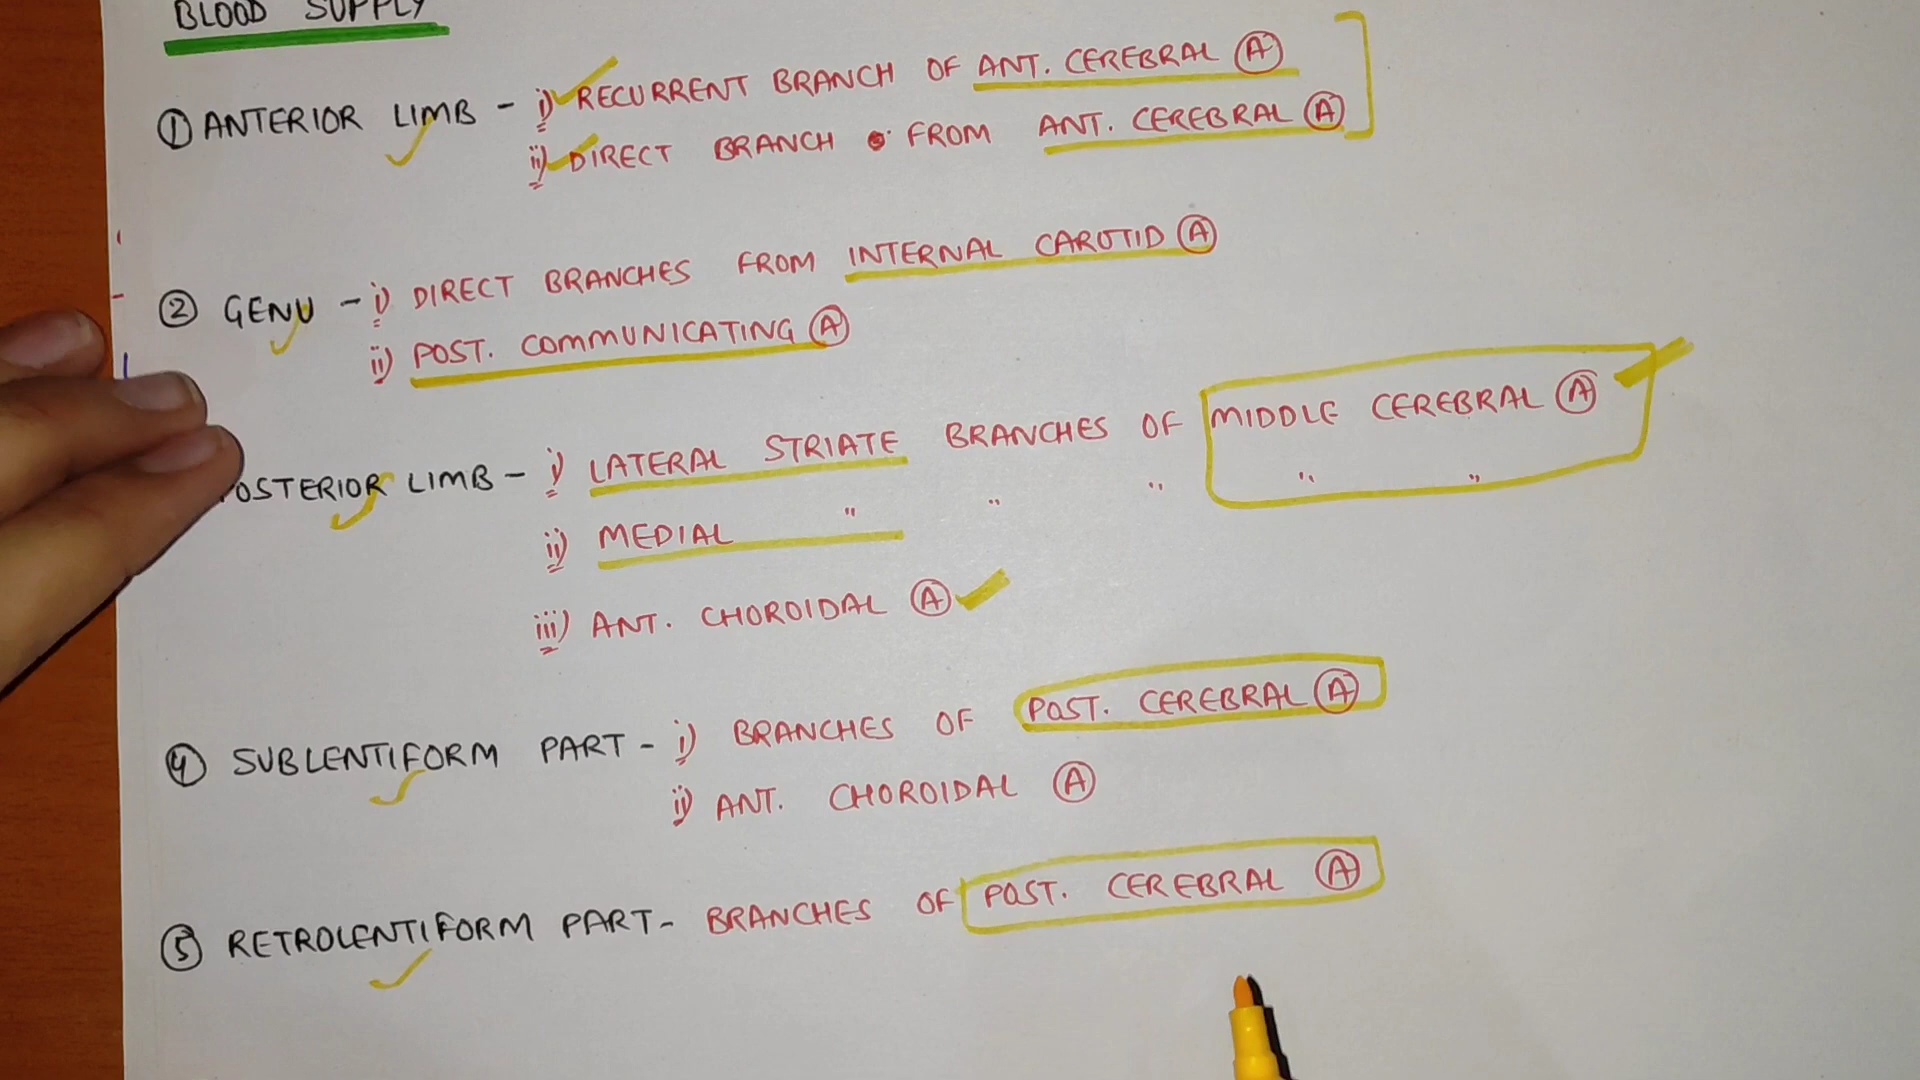 BLOOD SUPPLY
① ANTERIOR LIMB - i) RECURRENT BRANCH OF ANT. CEREBRAL Ⓐ
ii) DIRECT BRANCH FROM ANT. CEREBRAL Ⓐ
② GENU - i) DIRECT BRANCHES FROM INTERNAL CAROTID Ⓐ
ii) POST. COMMUNICATING Ⓐ
POSTERIOR LIMB - i) LATERAL STRIATE BRANCHES OF MIDDLE CEREBRAL Ⓐ
ii) MEDIAL " " " " "
iii) ANT. CHOROIDAL Ⓐ
④ SUBLENTIFORM PART - i) BRANCHES OF POST. CEREBRAL Ⓐ
ii) ANT. CHOROIDAL Ⓐ
⑤ RETROLENTIFORM PART - BRANCHES OF POST. CEREBRAL Ⓐ